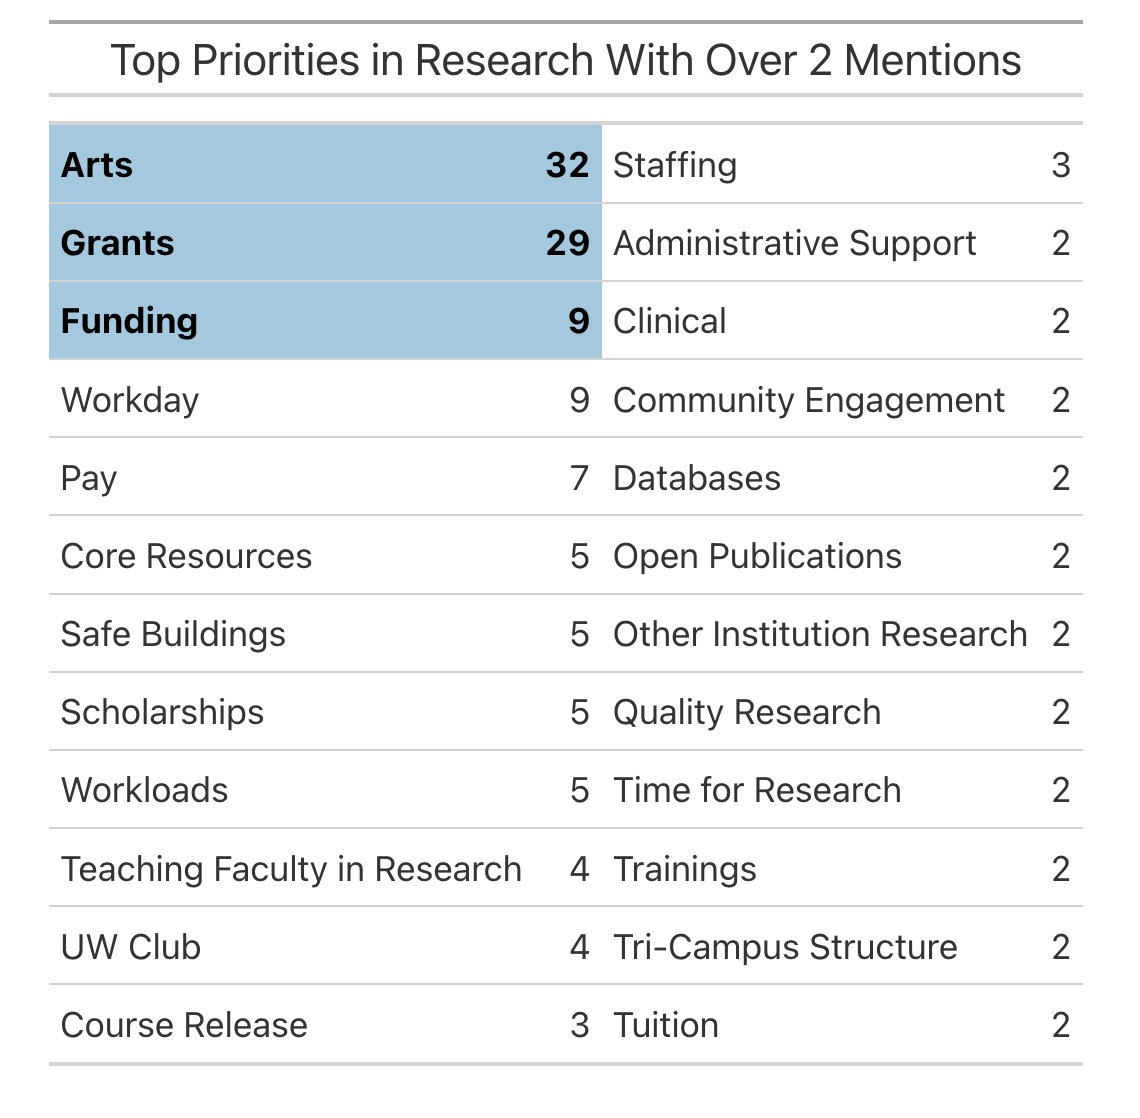 Top Priorities in Research With Over 2 Mentions
Arts 32 Staffing 3
Grants 29 Administrative Support 2
Funding 9 Clinical 2
Workday 9 Community Engagement 2
Pay 7 Databases 2
Core Resources 5 Open Publications 2
Safe Buildings 5 Other Institution Research 2
Scholarships 5 Quality Research 2
Workloads 5 Time for Research 2
Teaching Faculty in Research 4 Trainings 2
UW Club 4 Tri-Campus Structure 2
Course Release 3 Tuition 2